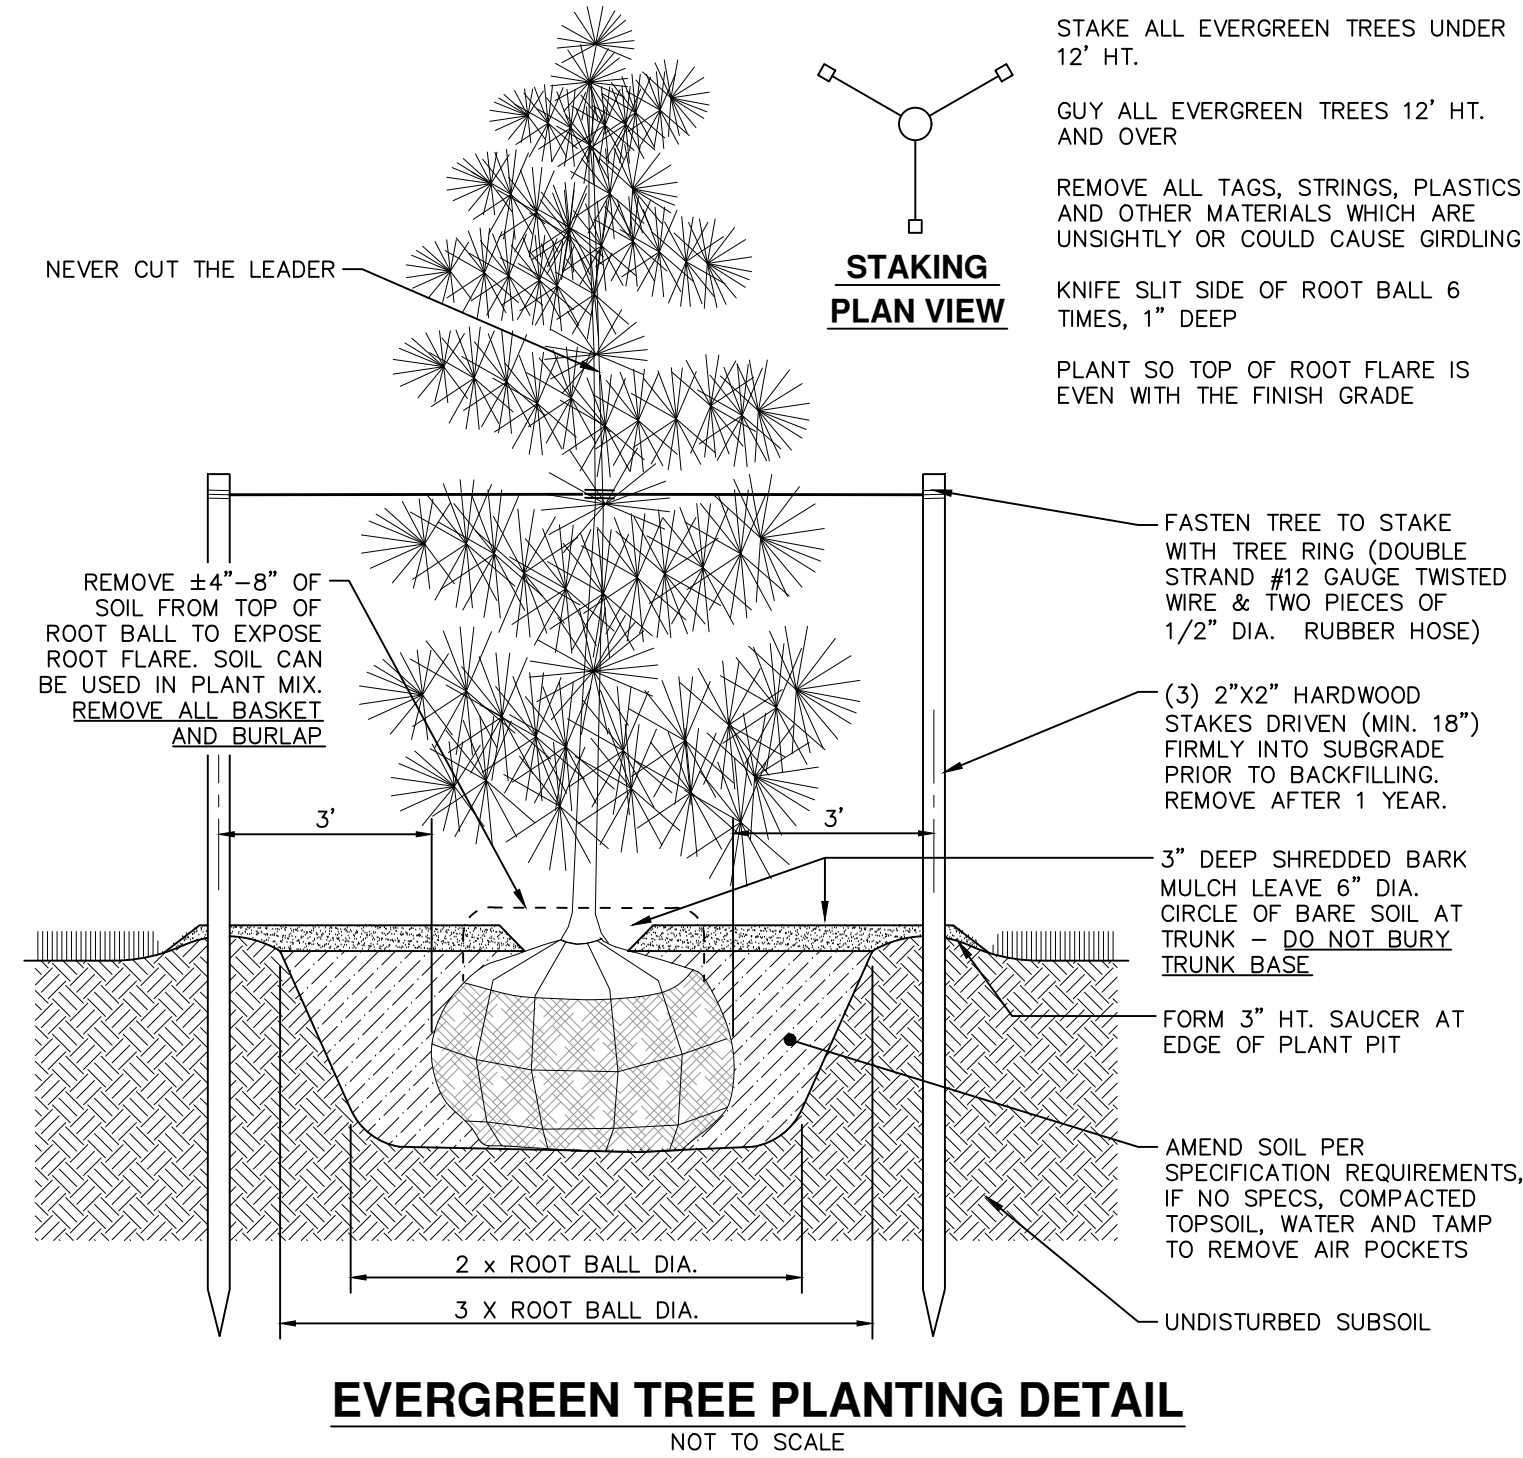 STAKE ALL EVERGREEN TREES UNDER
12' HT.
GUY ALL EVERGREEN TREES 12' HT.
AND OVER
REMOVE ALL TAGS, STRINGS, PLASTICS
AND OTHER MATERIALS WHICH ARE
UNSIGHTLY OR COULD CAUSE GIRDLING
KNIFE SLIT SIDE OF ROOT BALL 6
TIMES, 1" DEEP
PLANT SO TOP OF ROOT FLARE IS
EVEN WITH THE FINISH GRADE
STAKING
PLAN VIEW
NEVER CUT THE LEADER
REMOVE ±4"-8" OF
SOIL FROM TOP OF
ROOT BALL TO EXPOSE
ROOT FLARE. SOIL CAN
BE USED IN PLANT MIX.
REMOVE ALL BASKET
AND BURLAP
FASTEN TREE TO STAKE
WITH TREE RING (DOUBLE
STRAND #12 GAUGE TWISTED
WIRE & TWO PIECES OF
1/2" DIA. RUBBER HOSE)
(3) 2"X2" HARDWOOD
STAKES DRIVEN (MIN. 18")
FIRMLY INTO SUBGRADE
PRIOR TO BACKFILLING.
REMOVE AFTER 1 YEAR.
3'
3'
3" DEEP SHREDDED BARK
MULCH LEAVE 6" DIA.
CIRCLE OF BARE SOIL AT
TRUNK - DO NOT BURY
TRUNK BASE
FORM 3" HT. SAUCER AT
EDGE OF PLANT PIT
AMEND SOIL PER
SPECIFICATION REQUIREMENTS,
IF NO SPECS, COMPACTED
TOPSOIL, WATER AND TAMP
TO REMOVE AIR POCKETS
UNDISTURBED SUBSOIL
2 x ROOT BALL DIA.
3 X ROOT BALL DIA.
EVERGREEN TREE PLANTING DETAIL
NOT TO SCALE